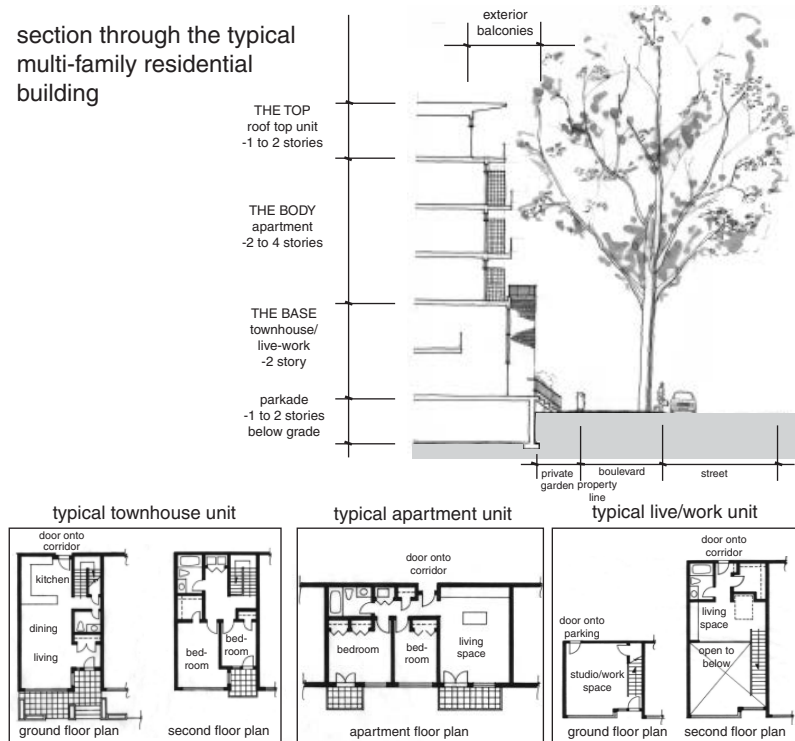 section through the typical
multi-family residential
building
exterior
balconies
THE TOP
roof top unit
-1 to 2 stories
THE BODY
apartment
-2 to 4 stories
THE BASE
townhouse/
live-work
-2 story
parkade
-1 to 2 stories
below grade
private
garden
property
line
boulevard
street
typical townhouse unit
door onto
corridor
kitchen
dining
living
ground floor plan
bed-
room
bed-
room
second floor plan
typical apartment unit
door onto
corridor
bedroom
bed-
room
living
space
apartment floor plan
typical live/work unit
door onto
parking
studio/work
space
ground floor plan
door onto
corridor
living
space
open to
below
second floor plan